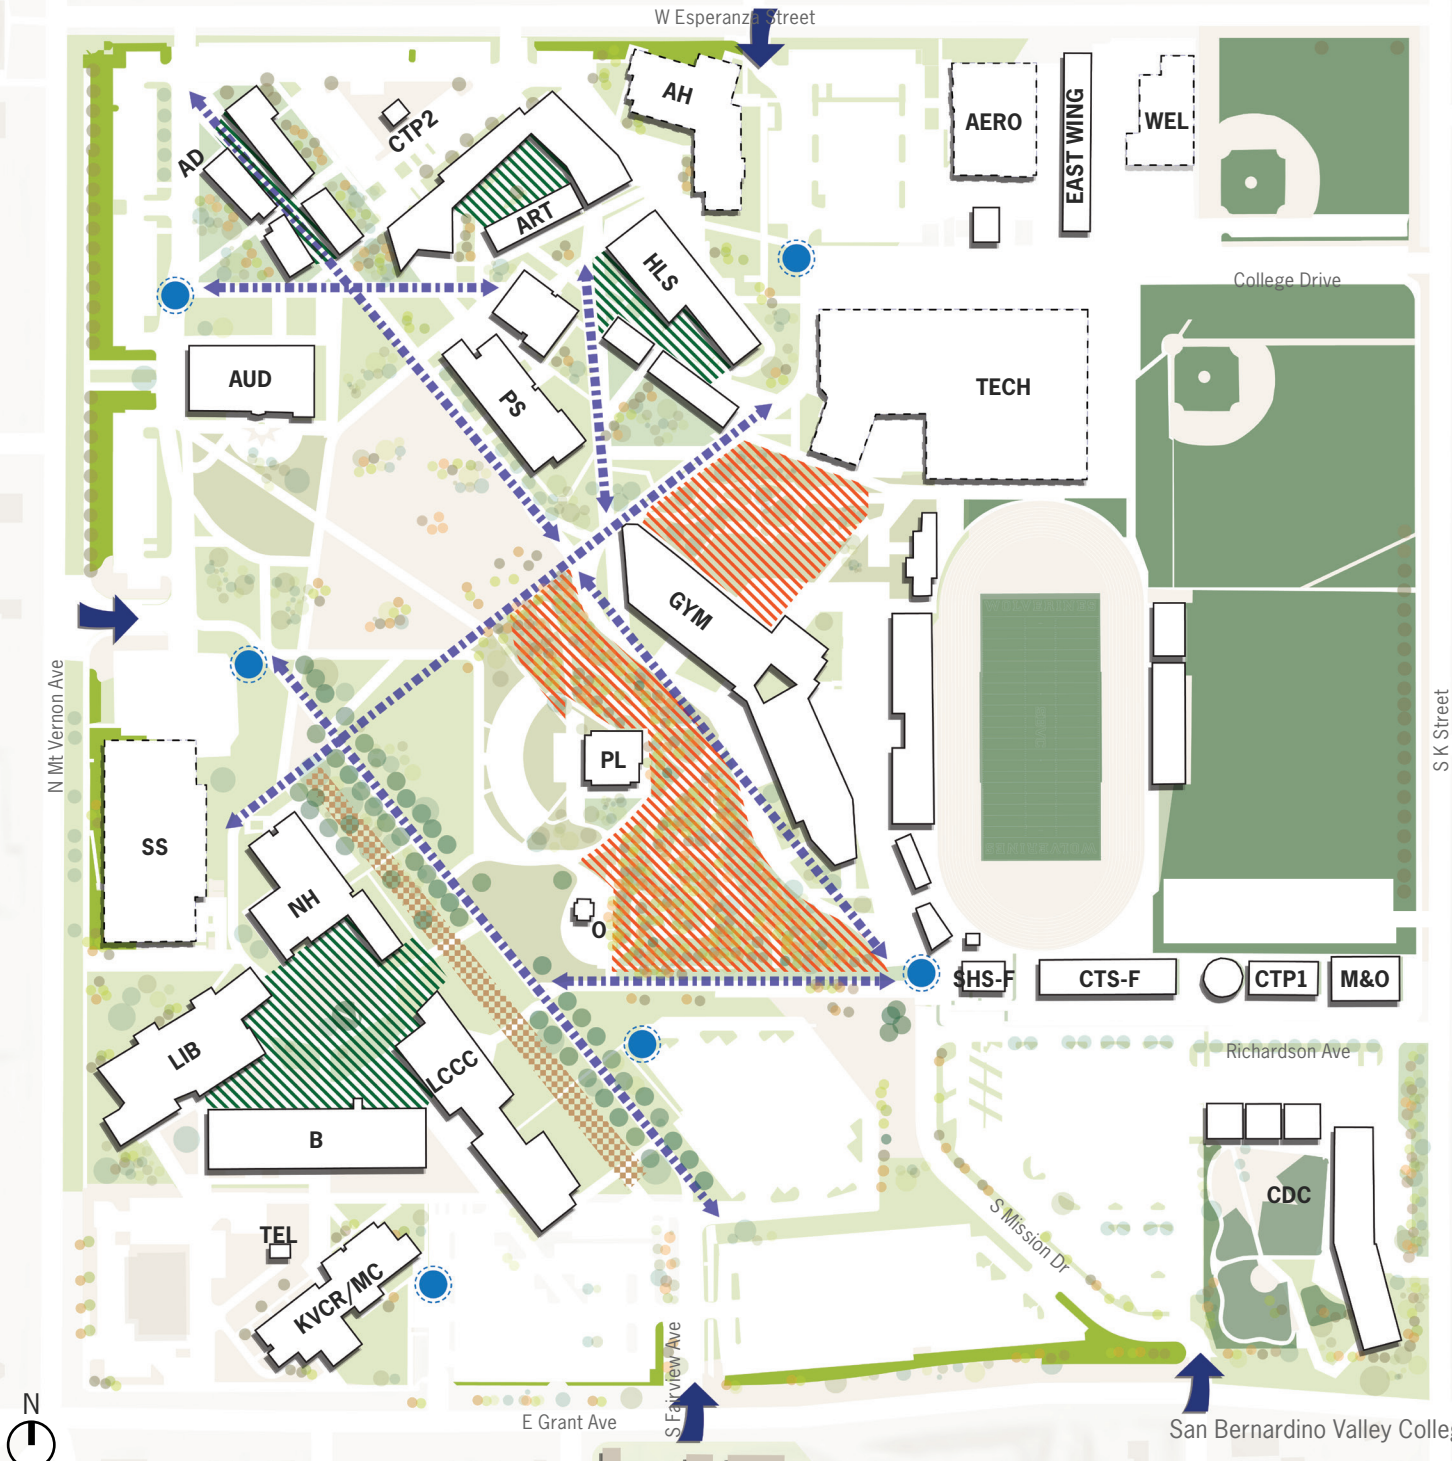 W Esperanza Street
AH
AERO
EAST WING
WEL
CTP2
AD
ART
HLS
College Drive
AUD
PS
TECH
GYM
N Mt Vernon Ave
S K Street
PL
SS
NH
O
SHS-F
CTS-F
CTP1
M&O
LIB
LCCC
Richardson Ave
B
CDC
S Mission Dr
TEL
KVCR/MC
S Fairview Ave
N
E Grant Ave
San Bernardino Valley Colle